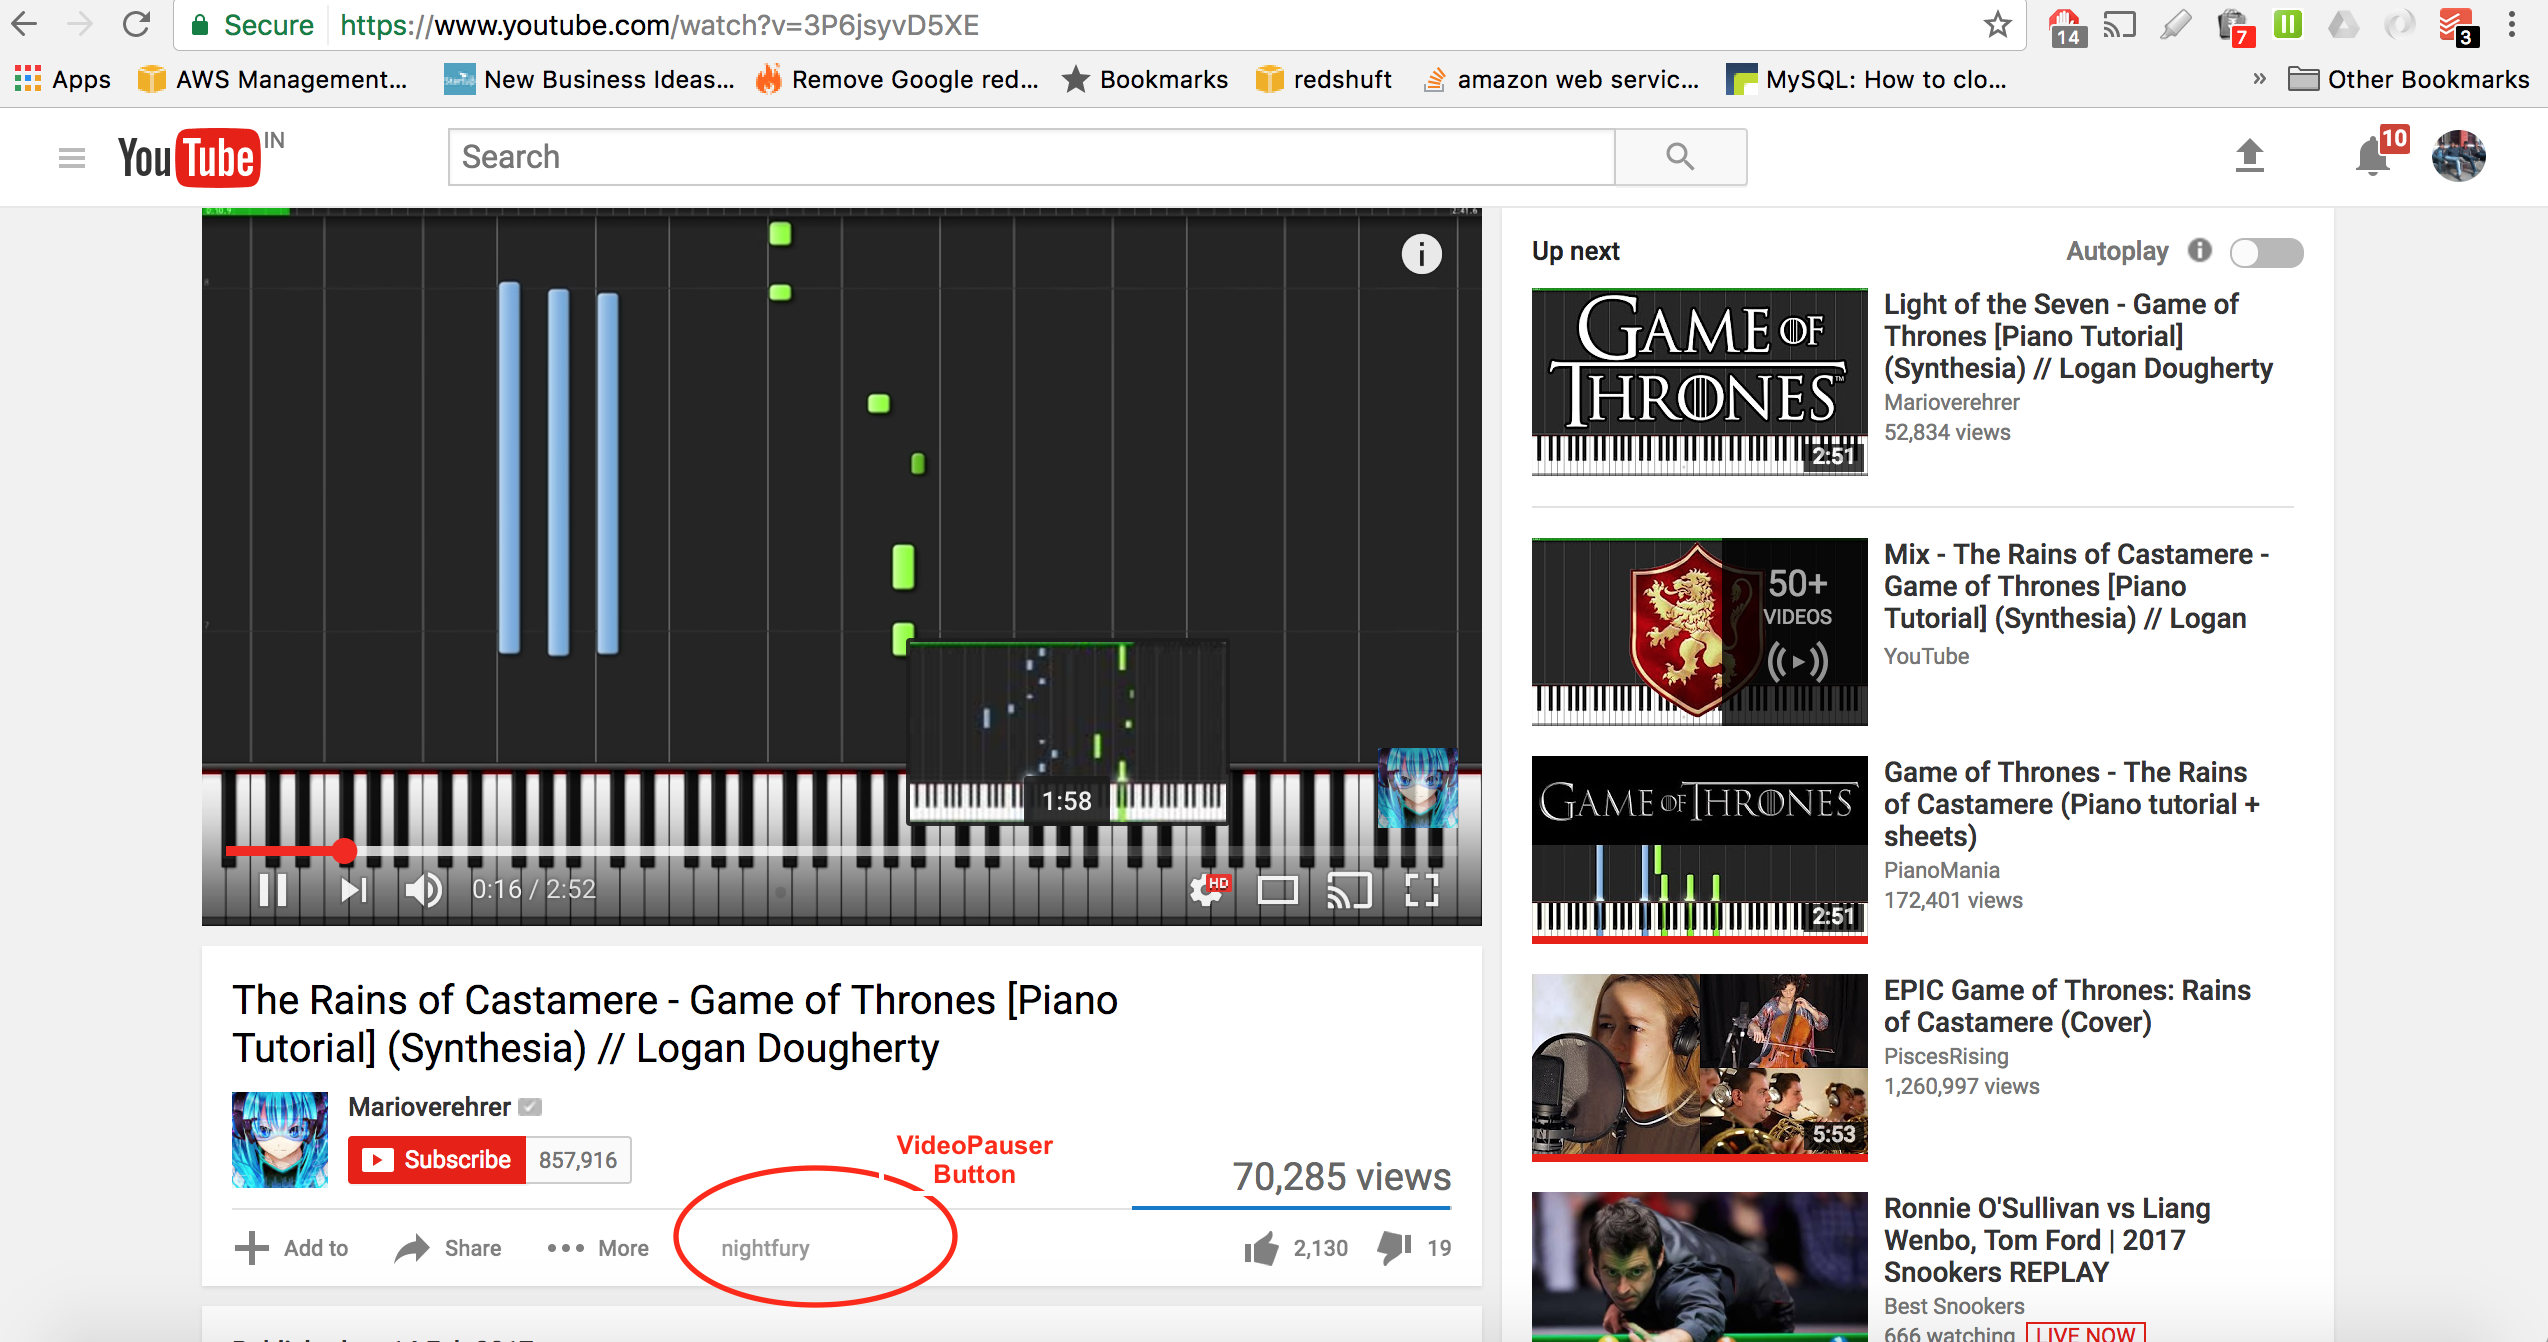 Secure https://www.youtube.com/watch?v=3P6jsyvD5XE
14
7
3
Apps
AWS Management...
New Business Ideas...
Remove Google red...
Bookmarks
redshuft
amazon web servic...
MySQL: How to clo...
»
Other Bookmarks
YouTube IN
Search
10
0:10.9
2:41.6
8
7
1:58
0:16 / 2:52
HD
The Rains of Castamere - Game of Thrones [Piano
Tutorial] (Synthesia) // Logan Dougherty
Marioverehrer
Subscribe 857,916
VideoPauser
Button
70,285 views
Add to
Share
More
nightfury
2,130
19
Up next
Autoplay
GAME OF
THRONES
2:51
Light of the Seven - Game of
Thrones [Piano Tutorial]
(Synthesia) // Logan Dougherty
Marioverehrer
52,834 views
50+
VIDEOS
Mix - The Rains of Castamere -
Game of Thrones [Piano
Tutorial] (Synthesia) // Logan
YouTube
GAME OF THRONES
2:51
Game of Thrones - The Rains
of Castamere (Piano tutorial +
sheets)
PianoMania
172,401 views
5:53
EPIC Game of Thrones: Rains
of Castamere (Cover)
PiscesRising
1,260,997 views
Ronnie O'Sullivan vs Liang
Wenbo, Tom Ford | 2017
Snookers REPLAY
Best Snookers
666 watching LIVE NOW